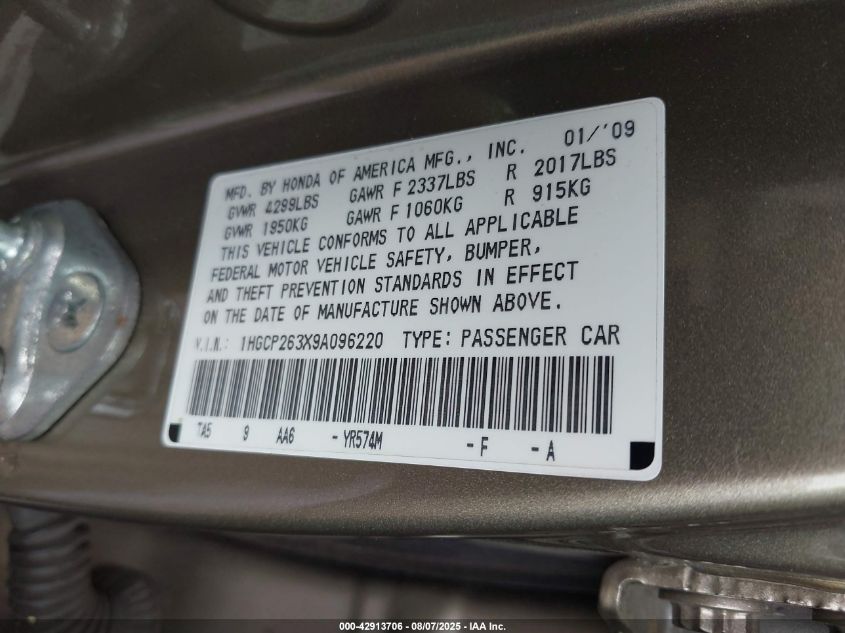 MFD. BY HONDA OF AMERICA MFG., INC. 01/'09
GVWR 4299LBS GAWR F 2337LBS R 2017LBS
GVWR 1950KG GAWR F 1060KG R 915KG
THIS VEHICLE CONFORMS TO ALL APPLICABLE
FEDERAL MOTOR VEHICLE SAFETY, BUMPER,
AND THEFT PREVENTION STANDARDS IN EFFECT
ON THE DATE OF MANUFACTURE SHOWN ABOVE.
V.I.N.: 1HGCP263X9A096220 TYPE: PASSENGER CAR
TA5 9 AA6 -YR574M -F -A
000-42913706 - 08/07/2025 - IAA Inc.